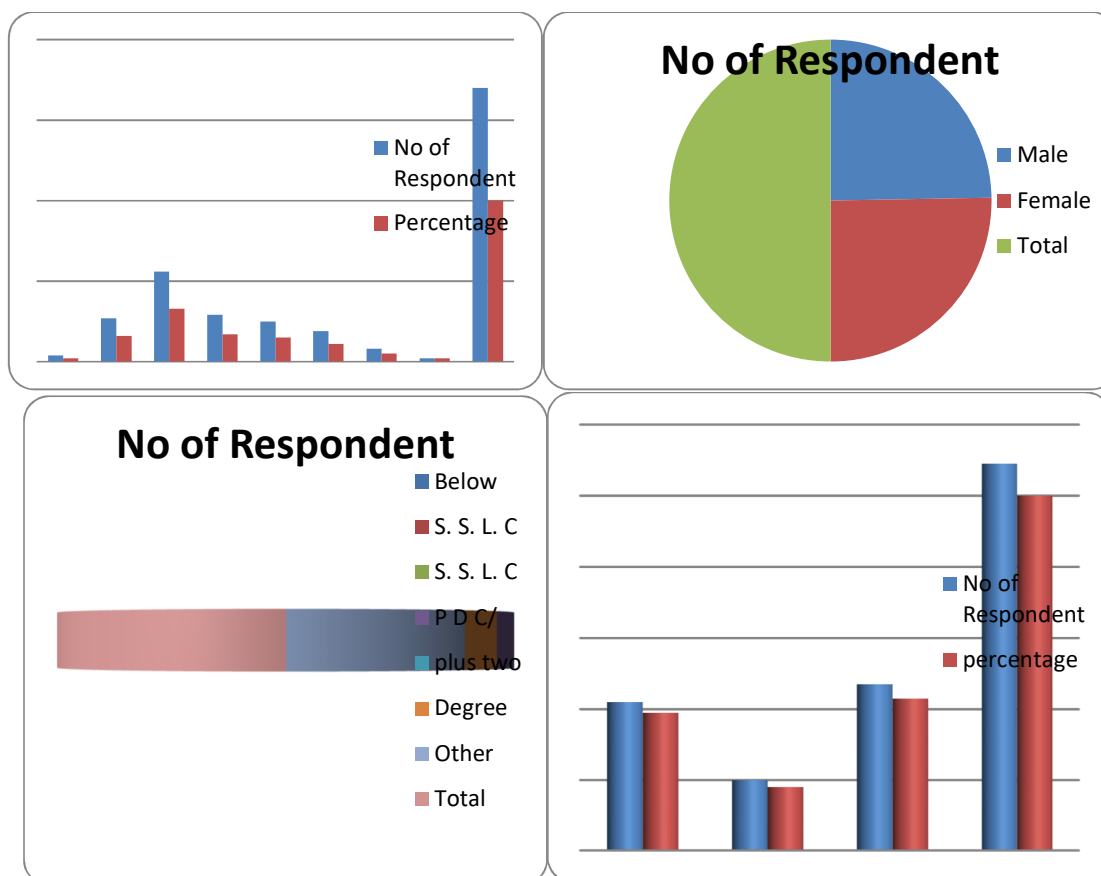 No of
Respondent
Percentage
No of Respondent
Male
Female
Total
No of Respondent
Below
S. S. L. C
S. S. L. C
P D C/
plus two
Degree
Other
Total
No of
Respondent
percentage